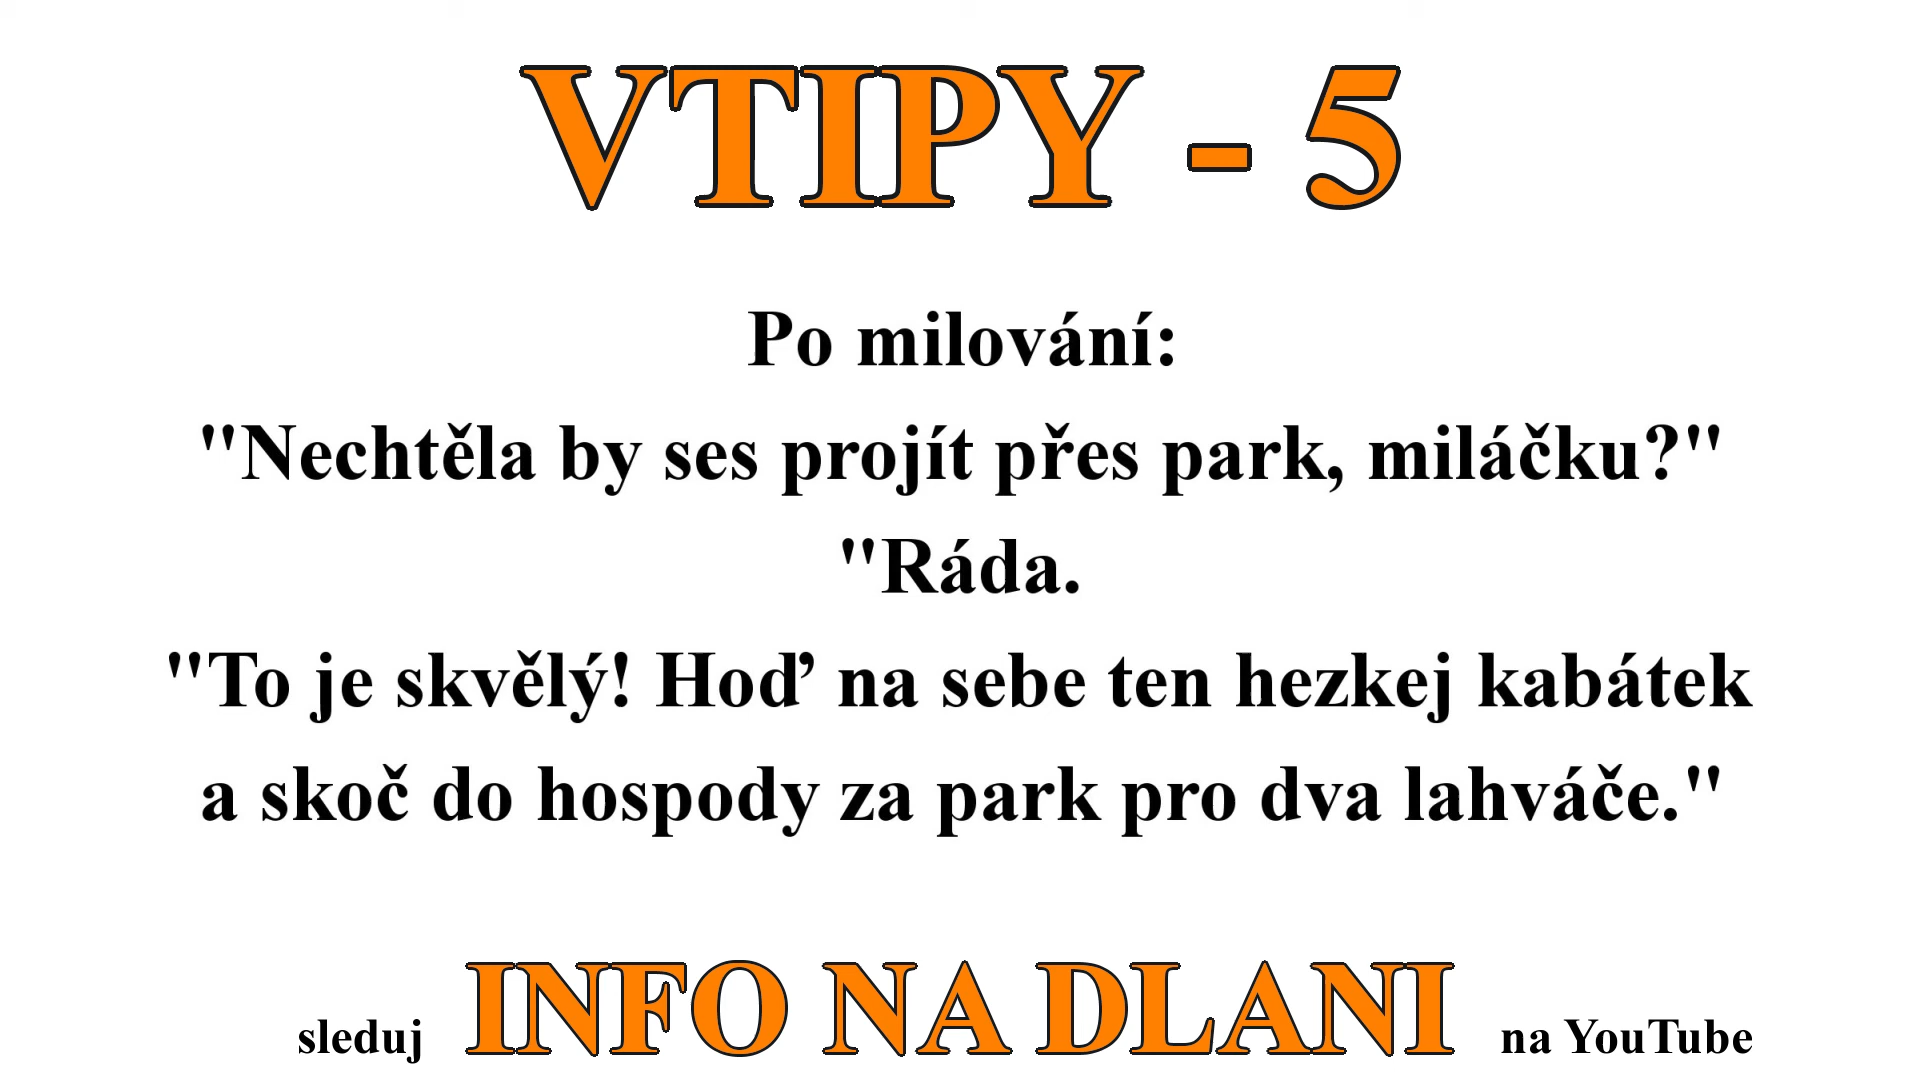 VTIPY - 5
Po milování:
"Nechtěla by ses projít přes park, miláčku?"
"Ráda.
"To je skvělý! Hoď na sebe ten hezkej kabátek
a skoč do hospody za park pro dva lahváče."
sleduj INFO NA DLANI na YouTube